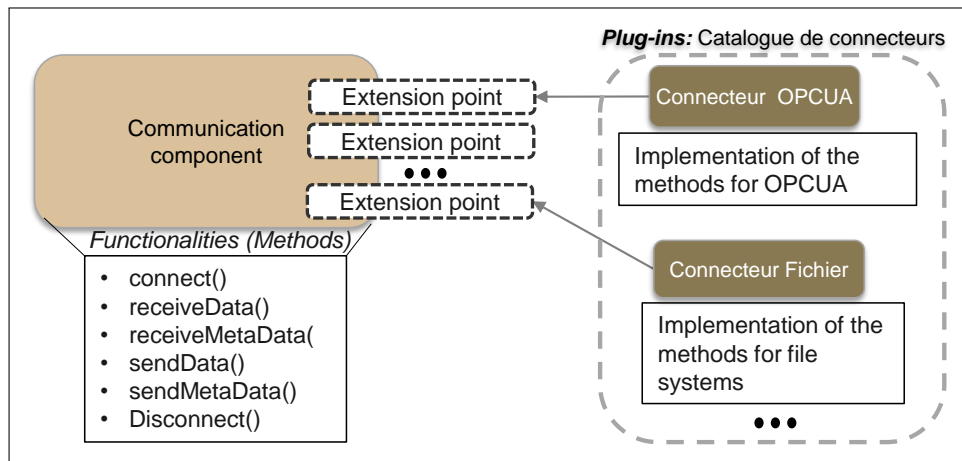 Plug-ins: Catalogue de connecteurs
Communication
component
Extension point
Extension point
•••
Extension point
Functionalities (Methods)
• connect()
• receiveData()
• receiveMetaData(
• sendData()
• sendMetaData()
• Disconnect()
Connecteur OPCUA
Implementation of the
methods for OPCUA
Connecteur Fichier
Implementation of the
methods for file
systems
•••